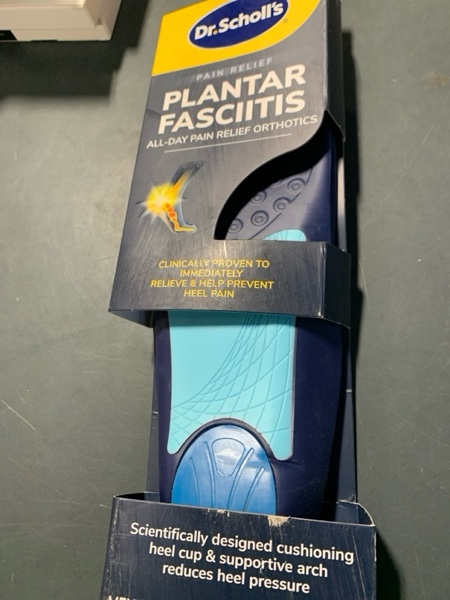 Dr.Scholl's®
PAIN RELIEF
PLANTAR
FASCIITIS
ALL-DAY PAIN RELIEF ORTHOTICS
CLINICALLY PROVEN TO
IMMEDIATELY
RELIEVE & HELP PREVENT
HEEL PAIN
Scientifically designed cushioning
heel cup & supportive arch
reduces heel pressure